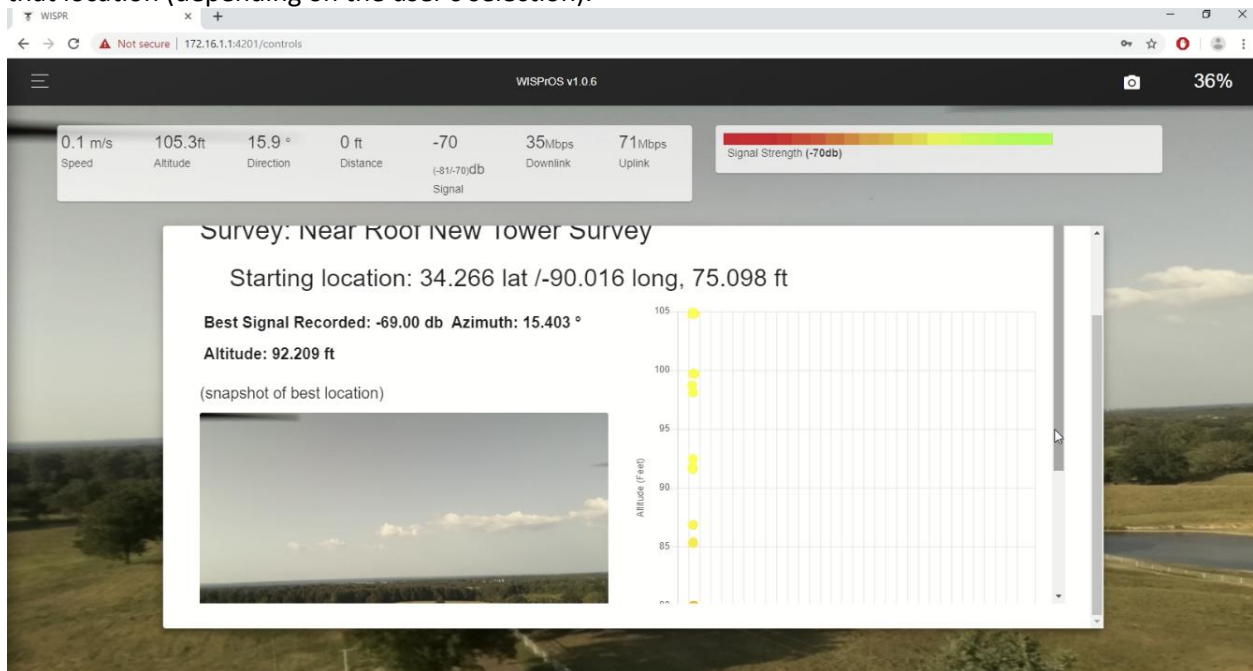 that location (depending on the user's selection).
WISPR × +
Not secure | 172.16.1.1:4201/controls
WISPrOS v1.0.6 36%
0.1 m/s 105.3ft 15.9 ° 0 ft -70 35Mbps 71Mbps
Speed Altitude Direction Distance (-81/-70)db Downlink Uplink
Signal
Signal Strength (-70db)
Survey: Near Roof New Tower Survey
Starting location: 34.266 lat /-90.016 long, 75.098 ft
Best Signal Recorded: -69.00 db Azimuth: 15.403 °
Altitude: 92.209 ft
(snapshot of best location)
105
100
95
90
85
80
Altitude (Feet)